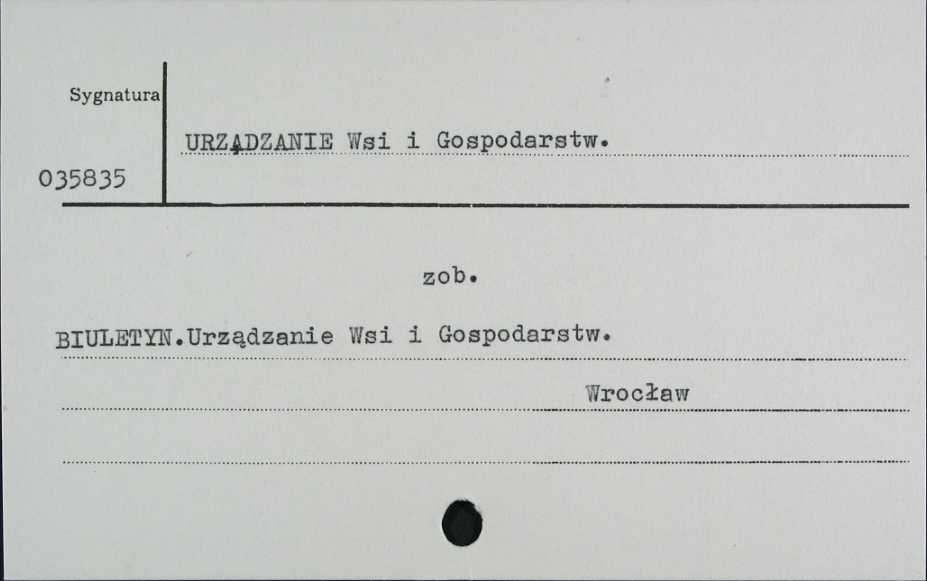 Sygnatura
URZĄDZANIE Wsi i Gospodarstw.
035835
zob.
BIULETYN.Urządzanie Wsi i Gospodarstw.
Wrocław